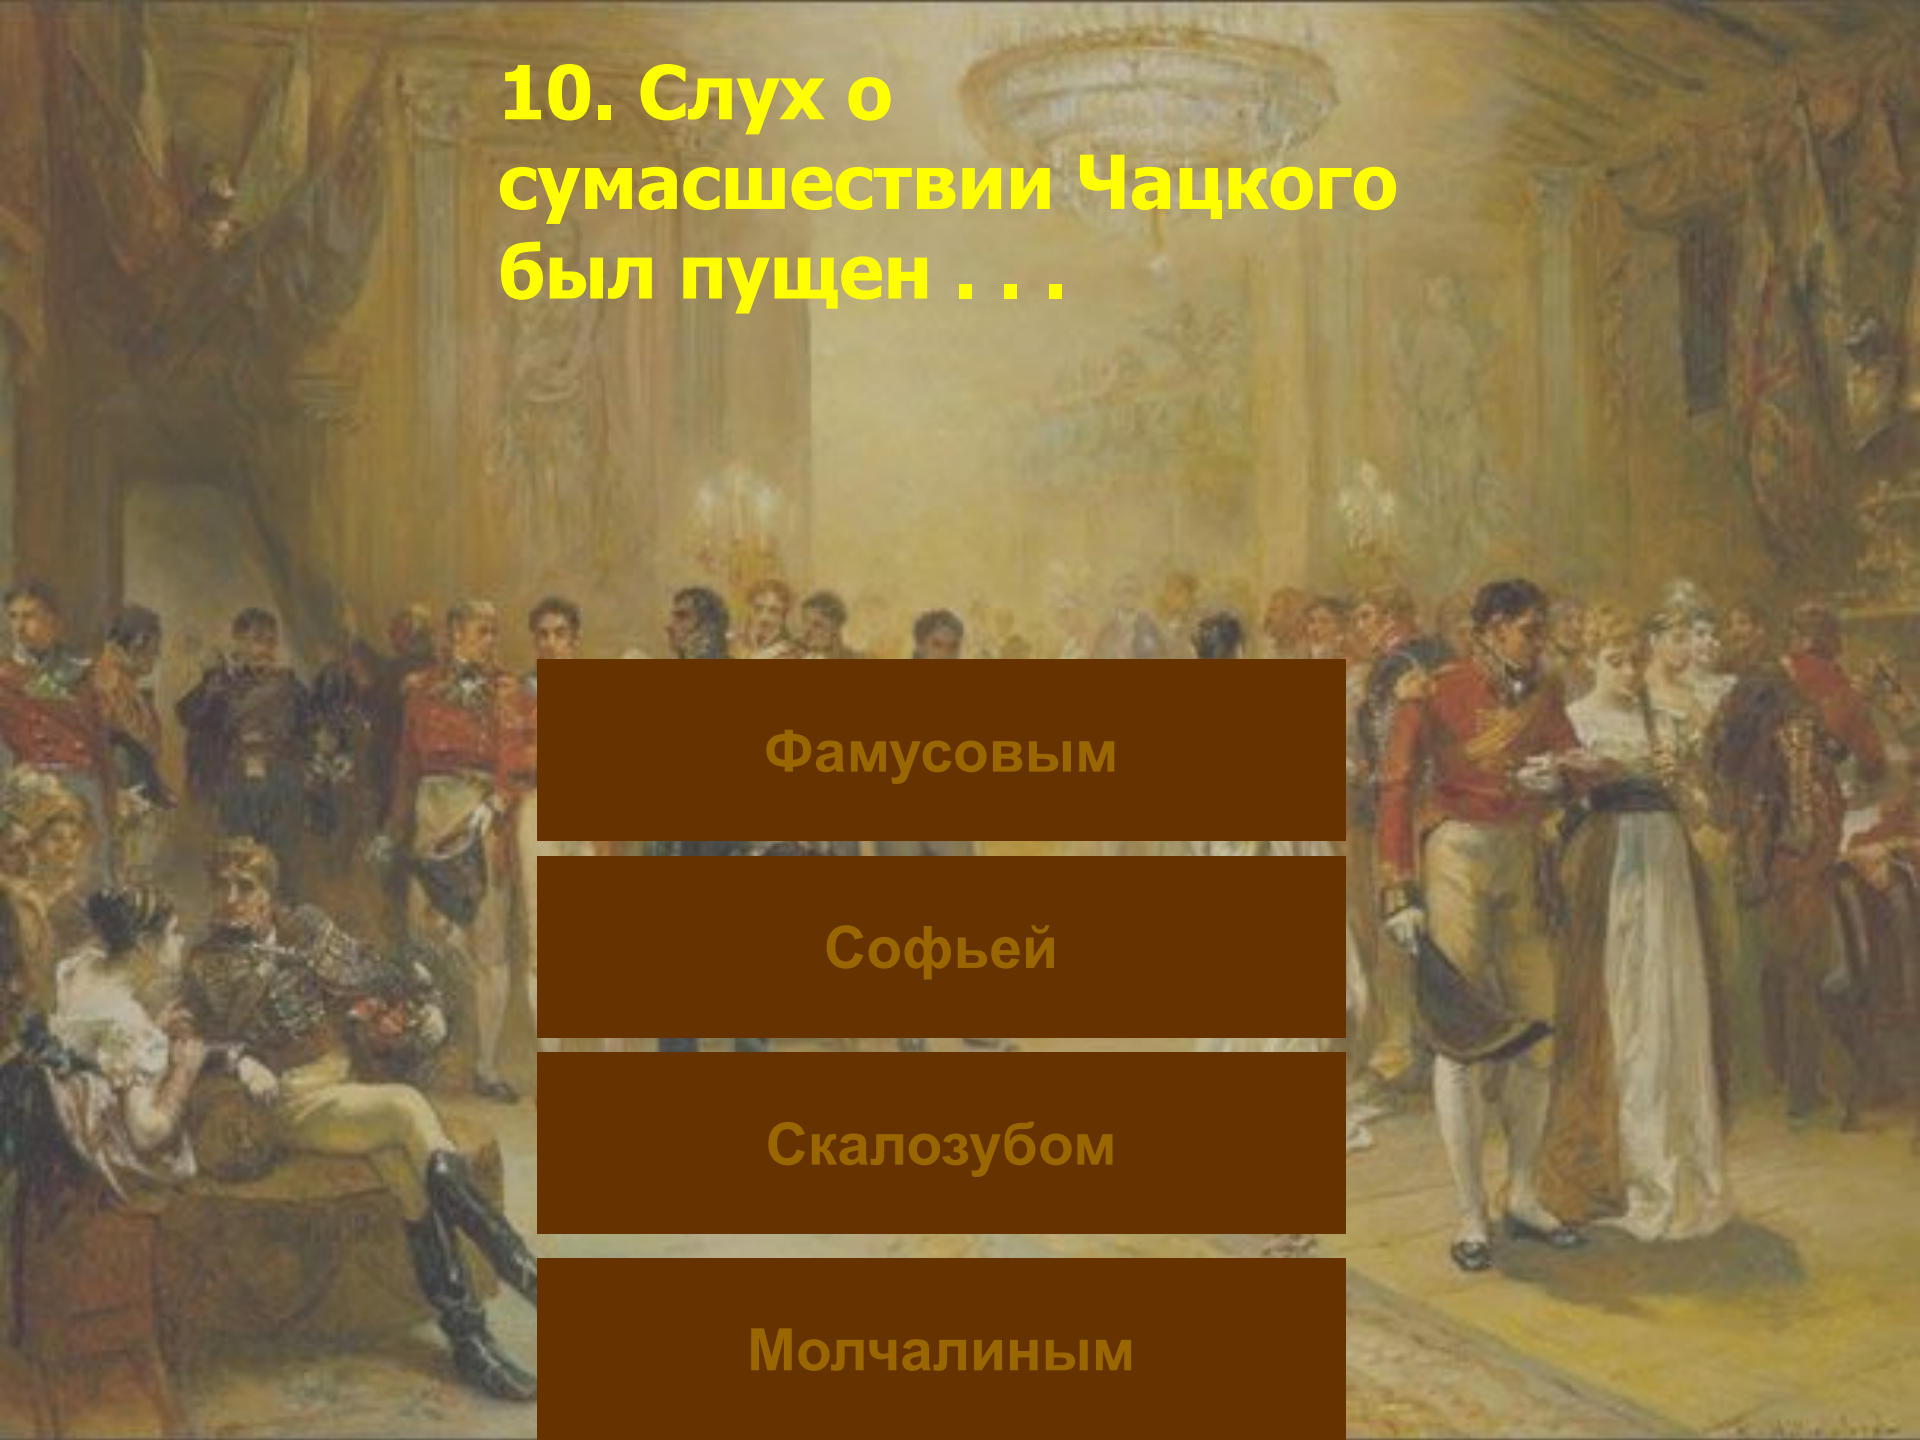 10. Слух о
сумасшествии Чацкого
был пущен . . .
Фамусовым
Софьей
Скалозубом
Молчалиным